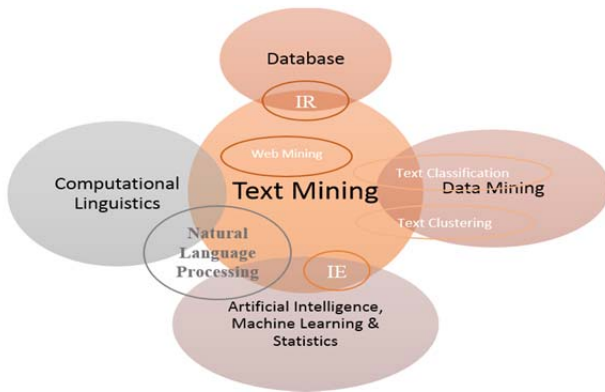 Database
IR
Web Mining
Text Classification
Computational
Linguistics
Text Mining
Data Mining
Text Clustering
Natural
Language
Processing
IE
Artificial Intelligence,
Machine Learning &
Statistics